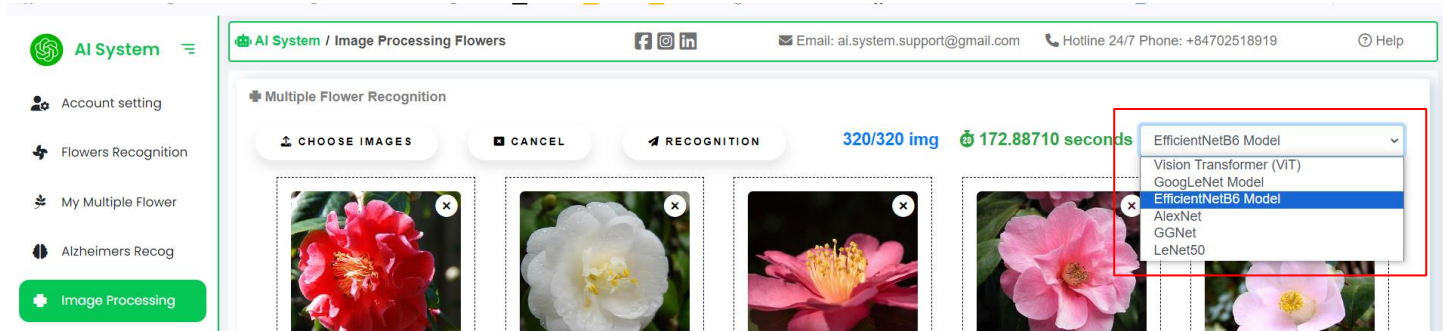 AI System
AI System / Image Processing Flowers
Email: ai.system.support@gmail.com
Hotline 24/7 Phone: +84702518919
Help
Account setting
Flowers Recognition
My Multiple Flower
Alzheimers Recog
Image Processing
Multiple Flower Recognition
CHOOSE IMAGES
CANCEL
RECOGNITION
320/320 img
20
172.88710 seconds
EfficientNetB6 Model
Vision Transformer (ViT)
GoogLeNet Model
EfficientNetB6 Model
AlexNet
GGNet
LeNet50